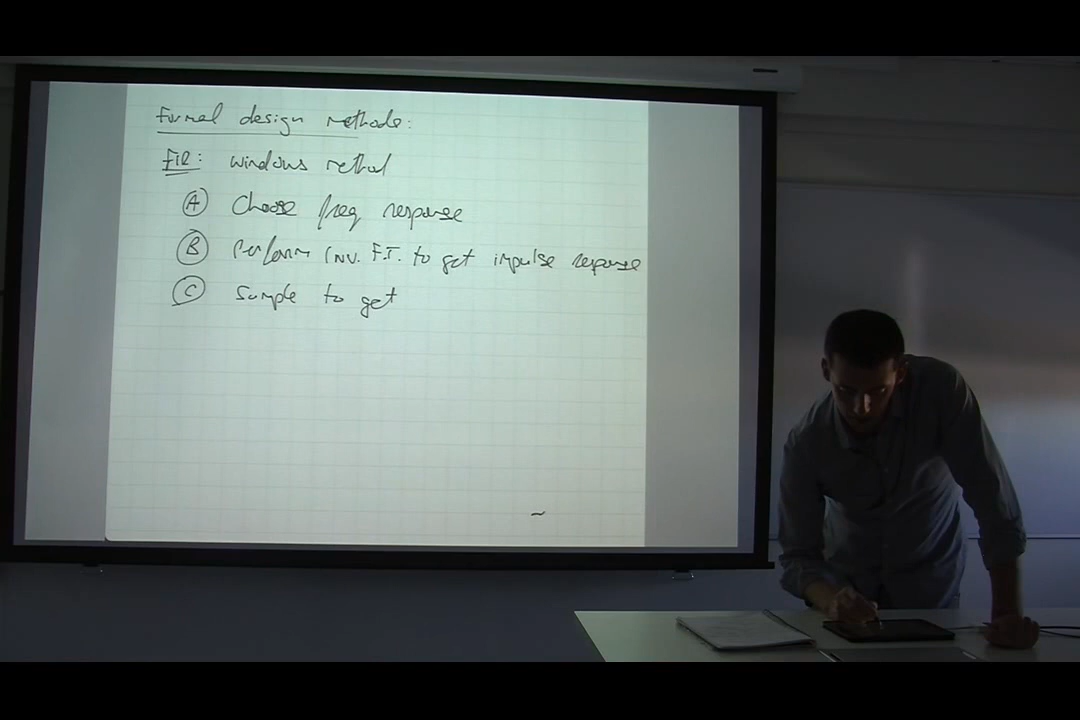 Formal design methods:
FIR: Windows method
A Choose freq response
B Perform Inv. F.T. to get impulse response
C Sample to get